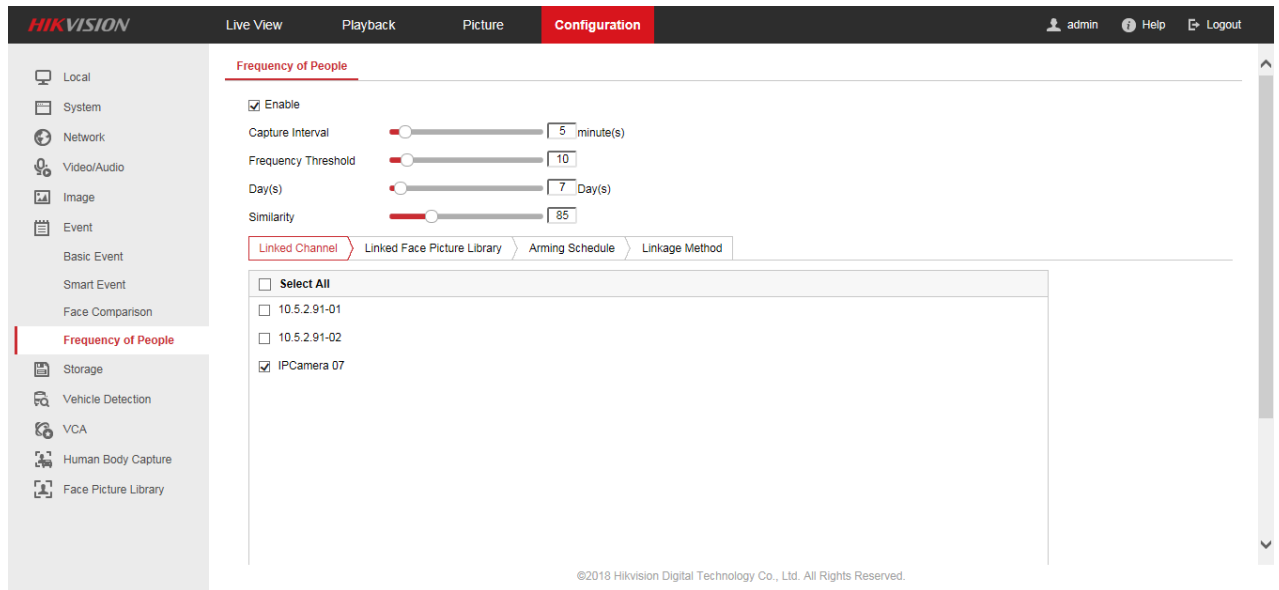 HIKVISION Live View Playback Picture Configuration admin Help Logout
Local
System
Network
Video/Audio
Image
Event
Basic Event
Smart Event
Face Comparison
Frequency of People
Storage
Vehicle Detection
VCA
Human Body Capture
Face Picture Library
Frequency of People
Enable
Capture Interval 5 minute(s)
Frequency Threshold 10
Day(s) 7 Day(s)
Similarity 85
Linked Channel Linked Face Picture Library Arming Schedule Linkage Method
Select All
10.5.2.91-01
10.5.2.91-02
IPCamera 07
©2018 Hikvision Digital Technology Co., Ltd. All Rights Reserved.